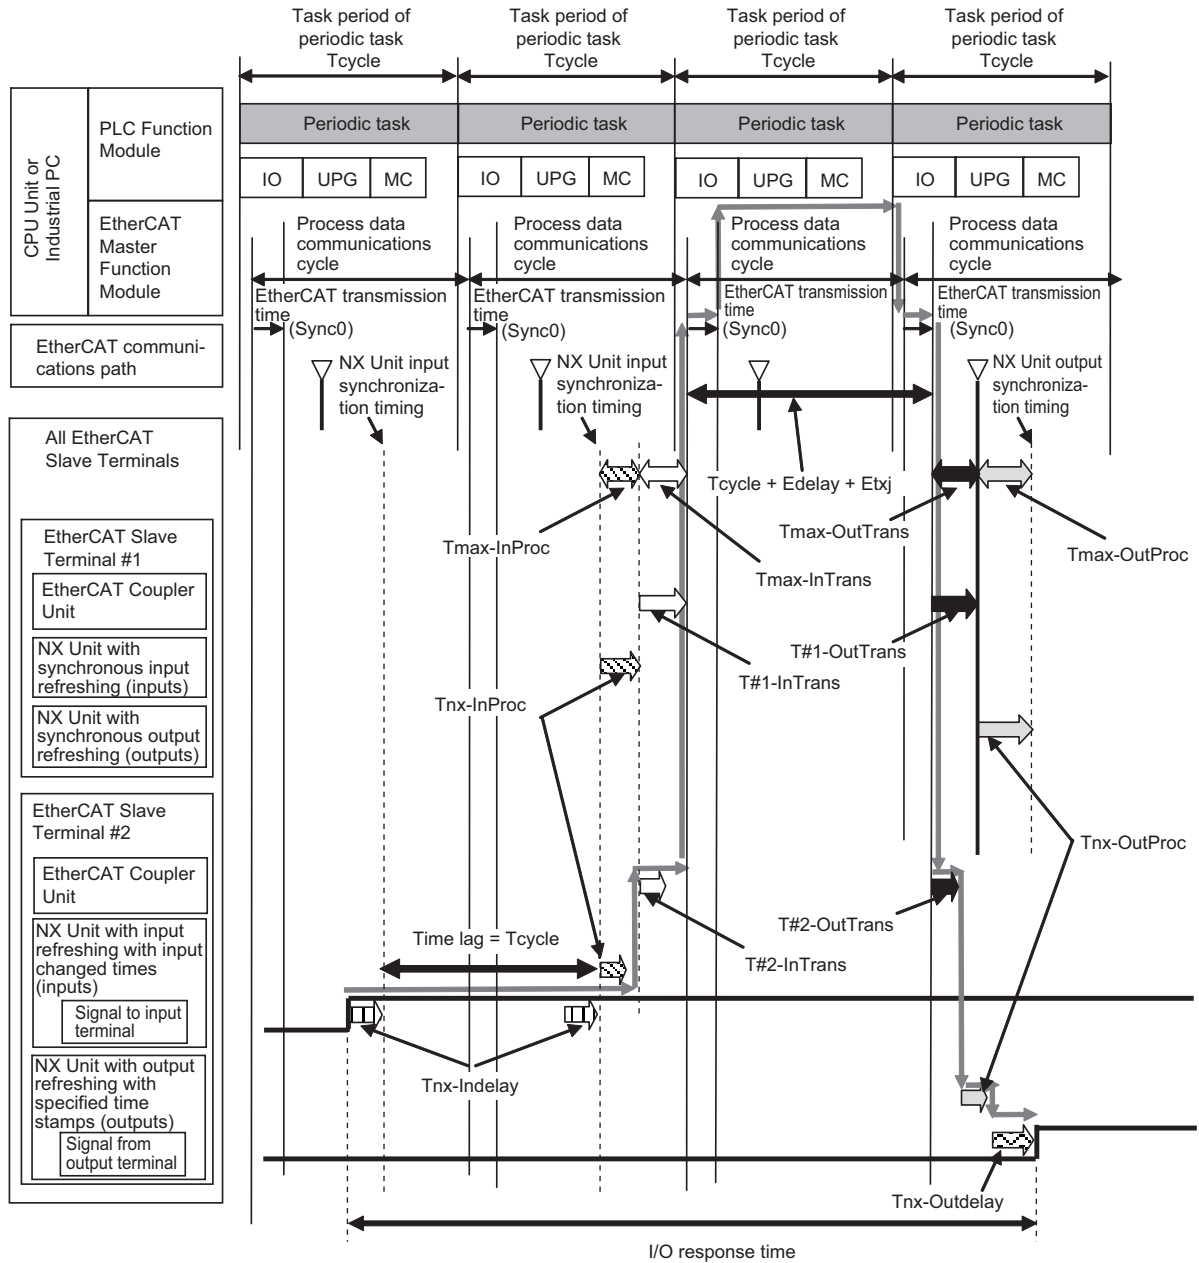 Task period of
periodic task
Tcycle
Task period of
periodic task
Tcycle
Task period of
periodic task
Tcycle
Task period of
periodic task
Tcycle
CPU Unit or
Industrial PC
PLC Function
Module
Periodic task
Periodic task
Periodic task
Periodic task
IO
UPG
MC
IO
UPG
MC
IO
UPG
MC
IO
UPG
MC
EtherCAT
Master
Function
Module
Process data
communications
cycle
Process data
communications
cycle
Process data
communications
cycle
Process data
communications
cycle
EtherCAT transmission
time
(Sync0)
EtherCAT transmission
time
(Sync0)
EtherCAT transmission
time
(Sync0)
EtherCAT transmission
time
(Sync0)
EtherCAT communi-
cations path
NX Unit input
synchroniza-
tion timing
NX Unit input
synchroniza-
tion timing
NX Unit output
synchroniza-
tion timing
All EtherCAT
Slave Terminals
Tcycle + Edelay + Etxj
Tmax-InProc
Tmax-InTrans
Tmax-OutTrans
Tmax-OutProc
EtherCAT Slave
Terminal #1
EtherCAT Coupler
Unit
NX Unit with
synchronous input
refreshing (inputs)
NX Unit with
synchronous output
refreshing (outputs)
T#1-OutTrans
T#1-InTrans
Tnx-InProc
Tnx-OutProc
EtherCAT Slave
Terminal #2
EtherCAT Coupler
Unit
NX Unit with input
refreshing with input
changed times
(inputs)
Signal to input
terminal
NX Unit with output
refreshing with
specified time
stamps (outputs)
Signal from
output terminal
Time lag = Tcycle
T#2-OutTrans
T#2-InTrans
Tnx-Indelay
Tnx-Outdelay
I/O response time